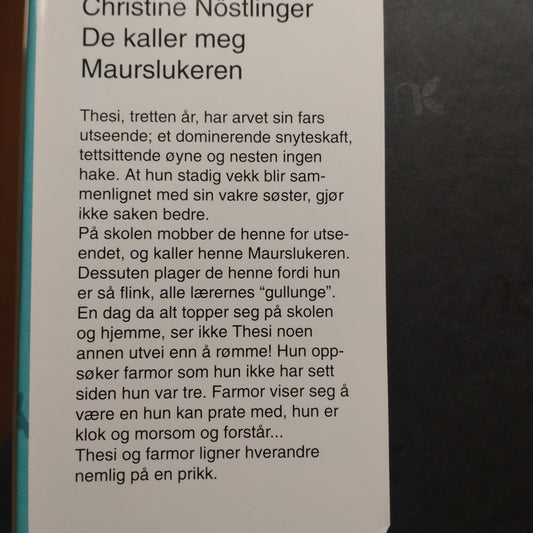 Christine Nöstlinger
De kaller meg
Maurslukeren
Thesi, tretten år, har arvet sin fars
utseende; et dominerende snyteskaft,
tettsittende øyne og nesten ingen
hake. At hun stadig vekk blir sam-
menlignet med sin vakre søster, gjør
ikke saken bedre.
På skolen mobber de henne for utse-
endet, og kaller henne Maurslukeren.
Dessuten plager de henne fordi hun
er så flink, alle lærernes “gullunge”.
En dag da alt topper seg på skolen
og hjemme, ser ikke Thesi noen
annen utvei enn å rømme! Hun opp-
søker farmor som hun ikke har sett
siden hun var tre. Farmor viser seg å
være en hun kan prate med, hun er
klok og morsom og forstår...
Thesi og farmor ligner hverandre
nemlig på en prikk.